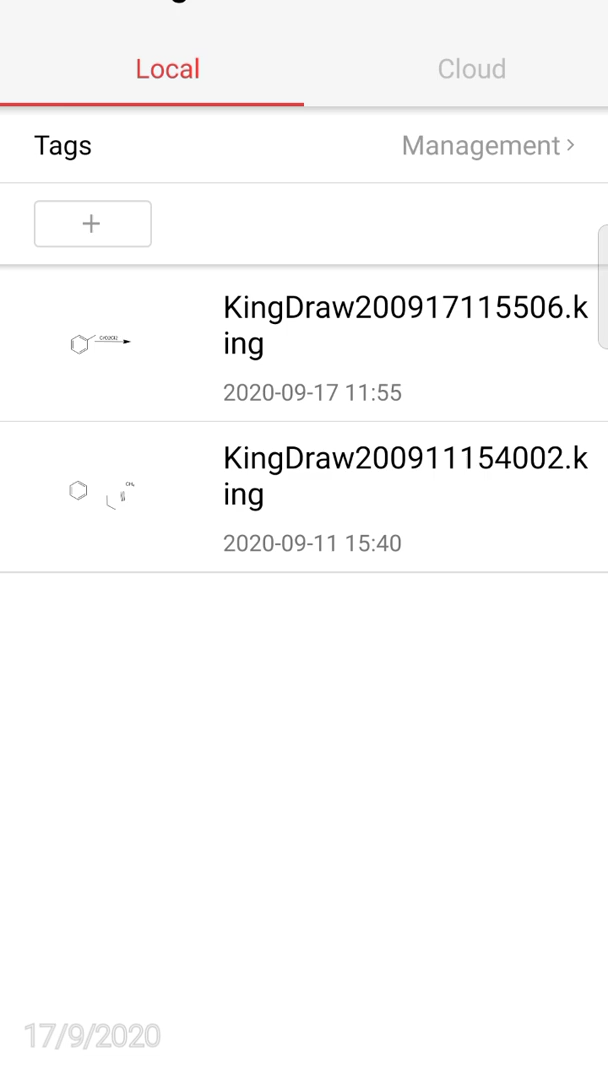 Local
Cloud
Tags
Management >
+
KingDraw200917115506.k
ing
2020-09-17 11:55
KingDraw200911154002.k
ing
2020-09-11 15:40
17/9/2020